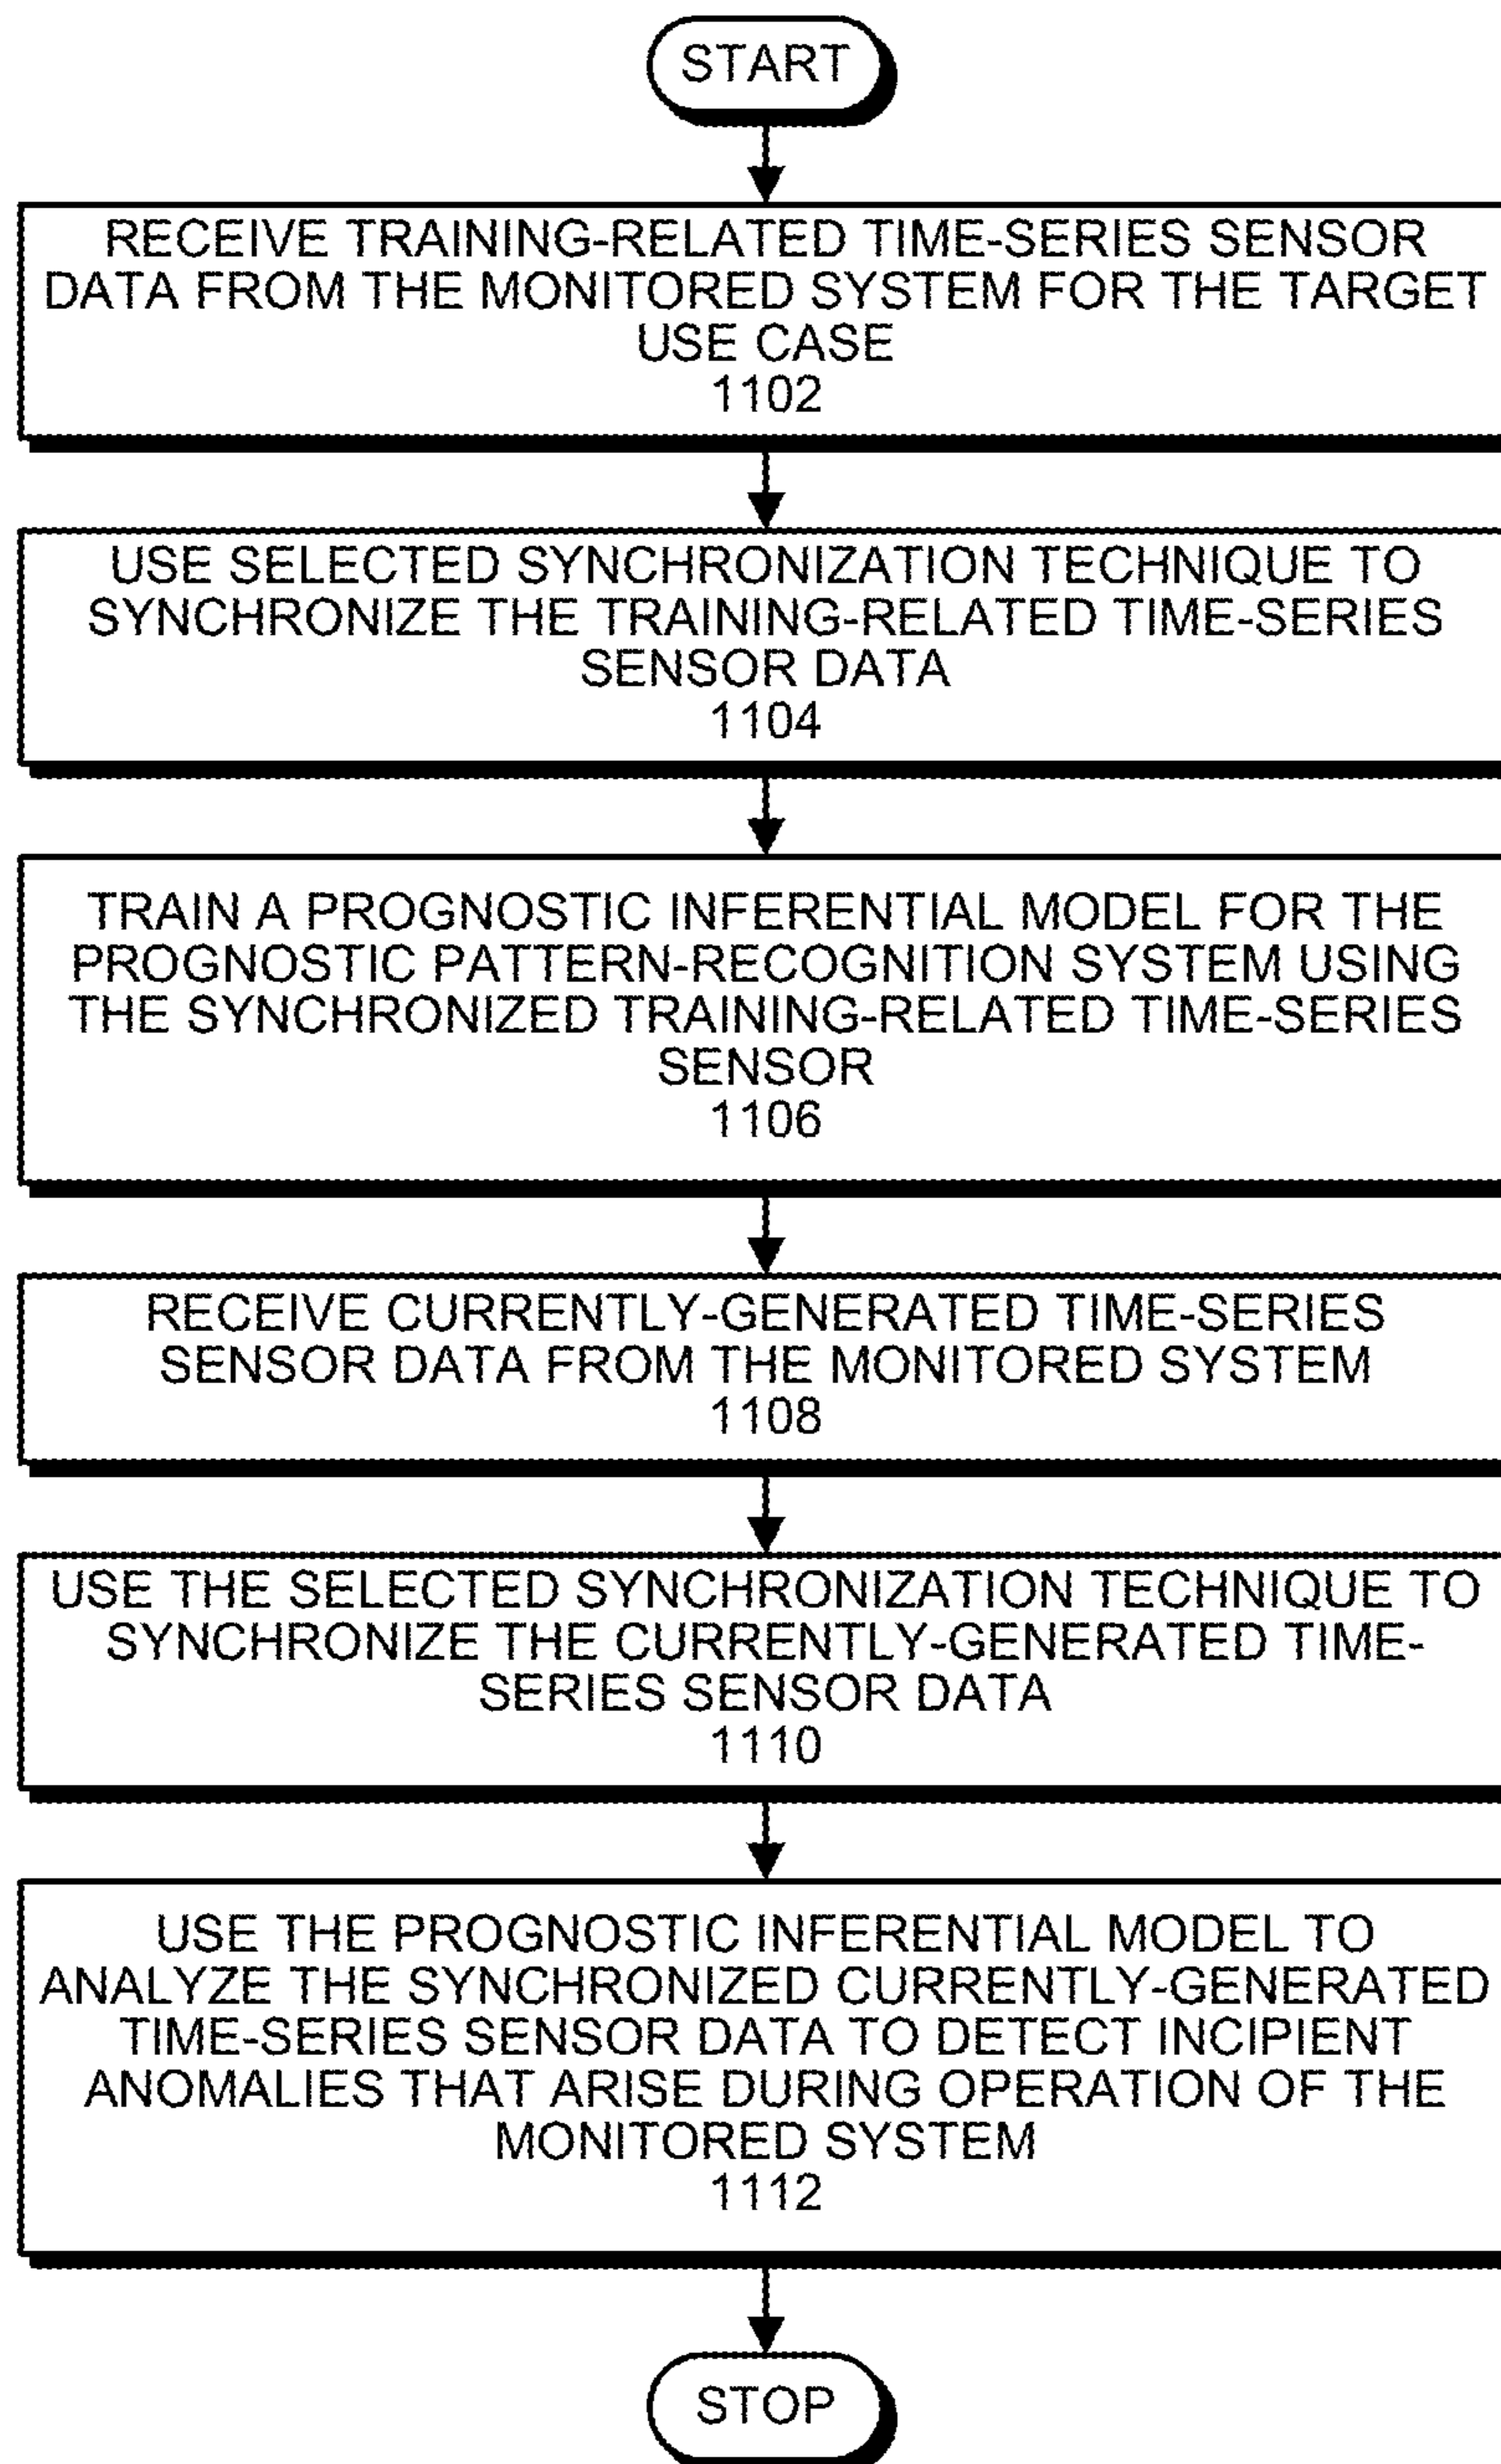 START
RECEIVE TRAINING-RELATED TIME-SERIES SENSOR
DATA FROM THE MONITORED SYSTEM FOR THE TARGET
USE CASE
1102
USE SELECTED SYNCHRONIZATION TECHNIQUE TO
SYNCHRONIZE THE TRAINING-RELATED TIME-SERIES
SENSOR DATA
1104
TRAIN A PROGNOSTIC INFERENTIAL MODEL FOR THE
PROGNOSTIC PATTERN-RECOGNITION SYSTEM USING
THE SYNCHRONIZED TRAINING-RELATED TIME-SERIES
SENSOR
1106
RECEIVE CURRENTLY-GENERATED TIME-SERIES
SENSOR DATA FROM THE MONITORED SYSTEM
1108
USE THE SELECTED SYNCHRONIZATION TECHNIQUE TO
SYNCHRONIZE THE CURRENTLY-GENERATED TIME-
SERIES SENSOR DATA
1110
USE THE PROGNOSTIC INFERENTIAL MODEL TO
ANALYZE THE SYNCHRONIZED CURRENTLY-GENERATED
TIME-SERIES SENSOR DATA TO DETECT INCIPIENT
ANOMALIES THAT ARISE DURING OPERATION OF THE
MONITORED SYSTEM
1112
STOP